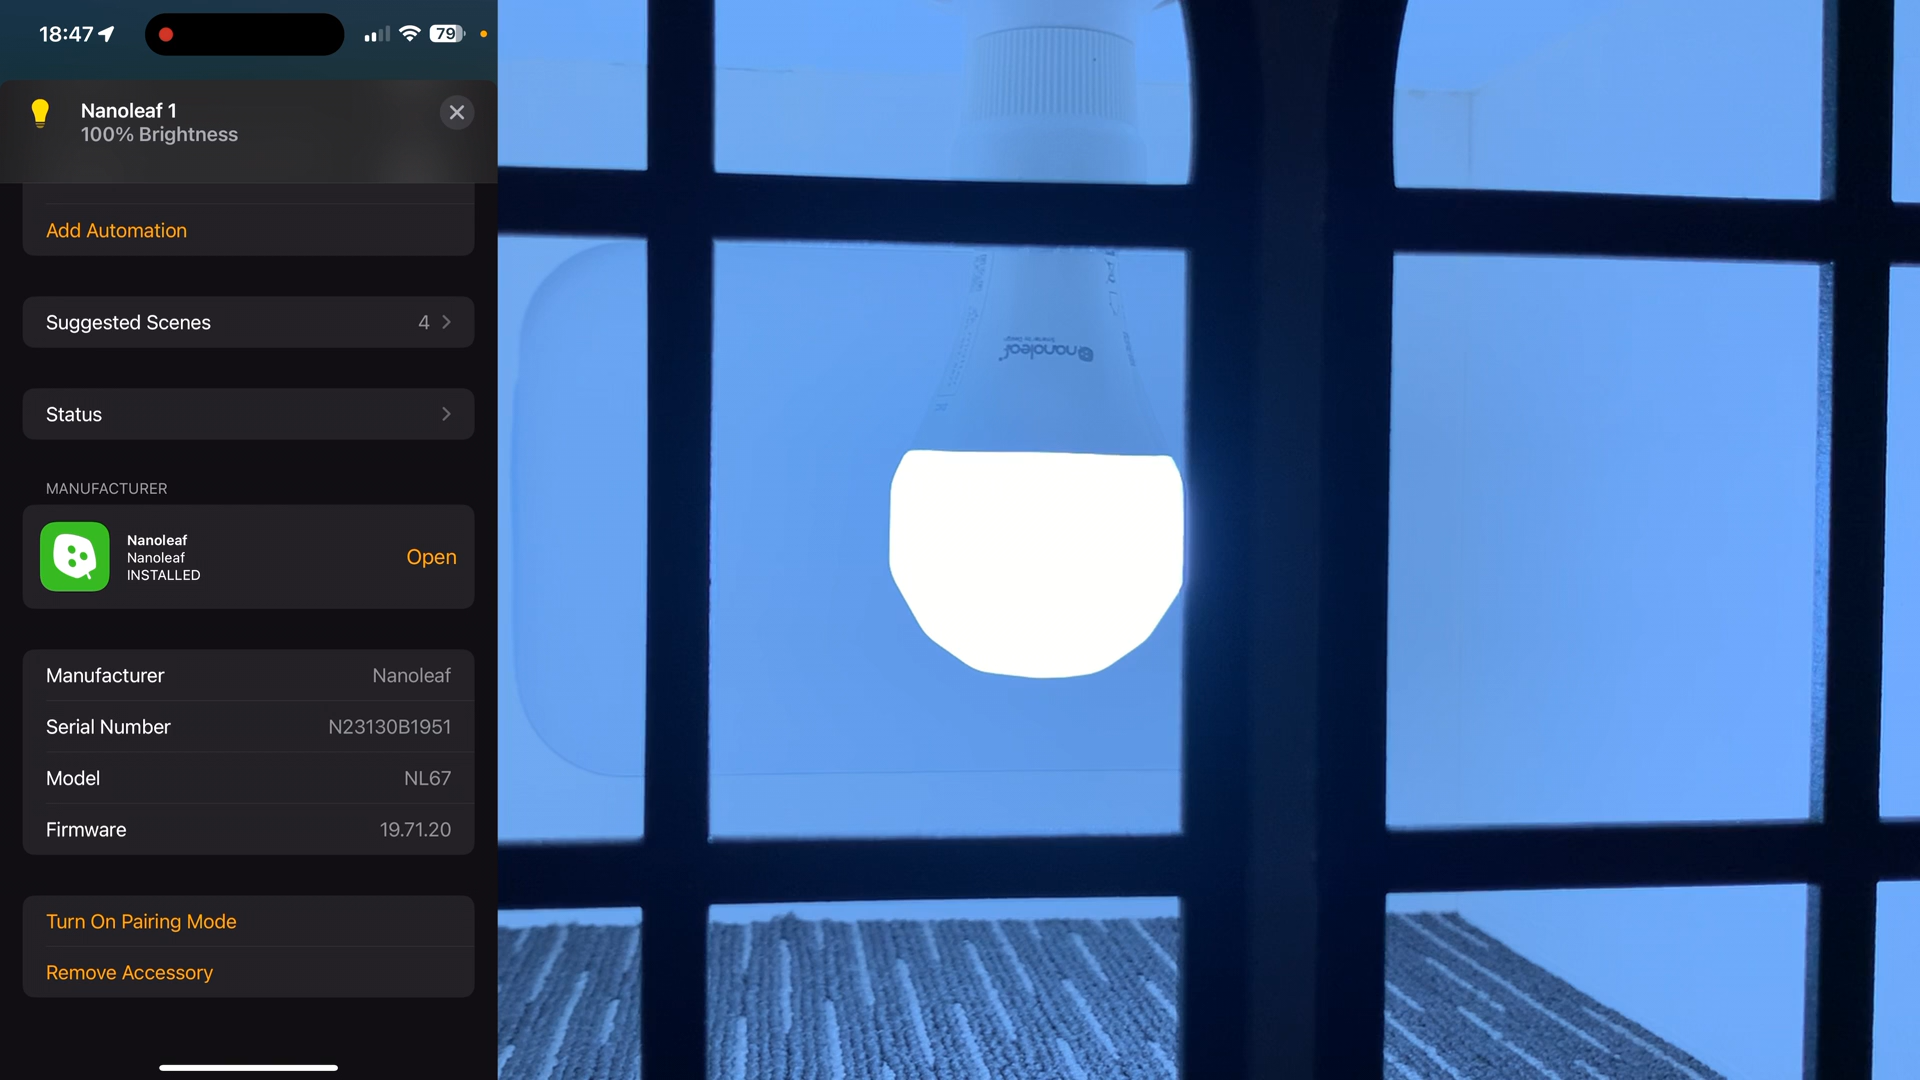 18:47
79
Nanoleaf 1
100% Brightness
Add Automation
Suggested Scenes 4
Status
MANUFACTURER
Nanoleaf
Nanoleaf
INSTALLED
Open
Manufacturer Nanoleaf
Serial Number N23130B1951
Model NL67
Firmware 19.71.20
Turn On Pairing Mode
Remove Accessory
nanoleaf